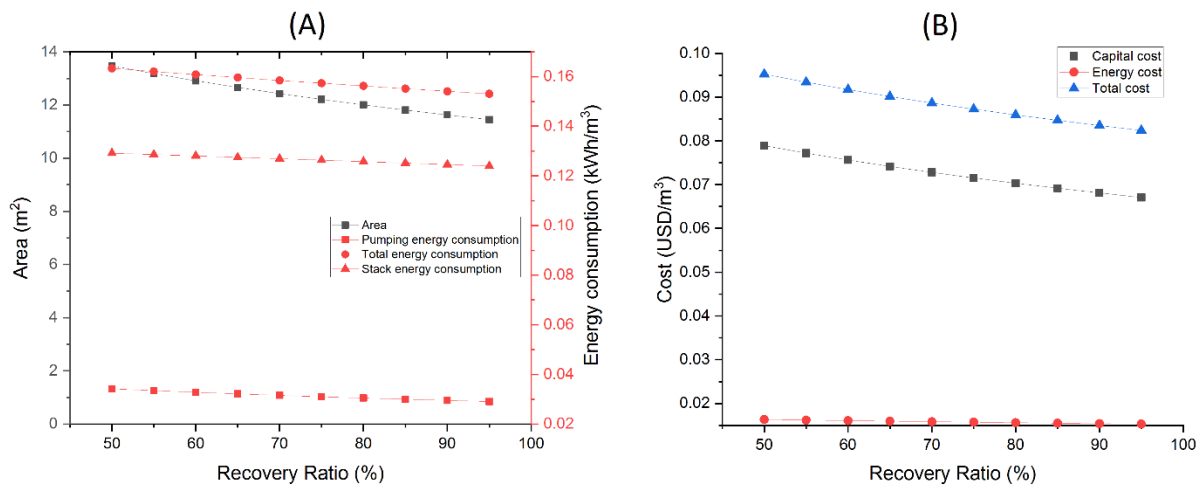 (A)
14
12
10
8
6
4
2
0
Area (m²)
0.16
0.14
0.12
0.10
0.08
0.06
0.04
0.02
Energy consumption (kWh/m³)
Area
Pumping energy consumption
Total energy consumption
Stack energy consumption
50 60 70 80 90 100
Recovery Ratio (%)
(B)
0.10
0.09
0.08
0.07
0.06
0.05
0.04
0.03
0.02
Cost (USD/m³)
Capital cost
Energy cost
Total cost
50 60 70 80 90 100
Recovery Ratio (%)